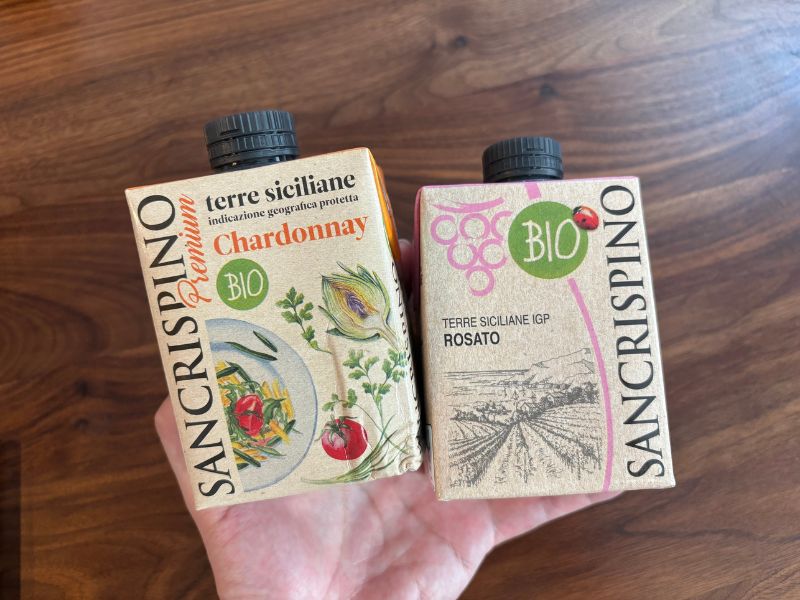 SANCRISPINO
Premium
terre siciliane
indicazione geografica protetta
Chardonnay
BIO
BIO
TERRE SICILIANE IGP
ROSATO
SANCRISPINO